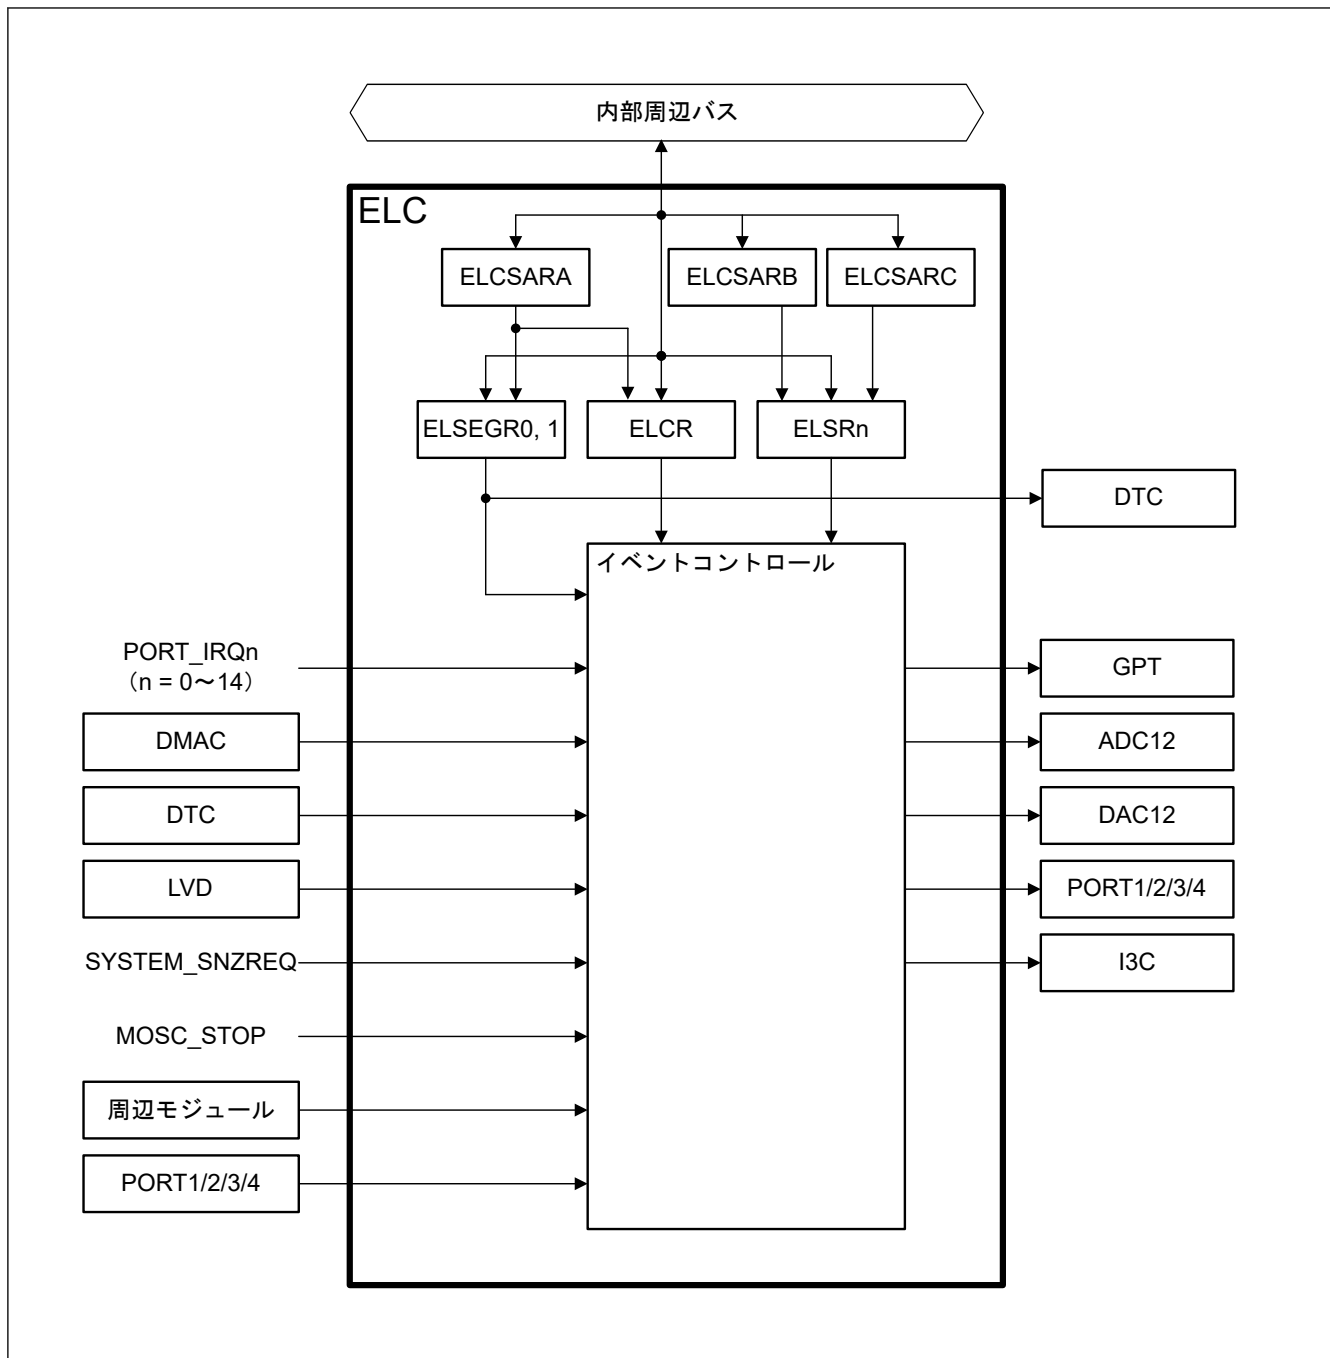 内部周辺バス
ELC
ELCSARA
ELCSARB
ELCSARC
ELSEGR0, 1
ELCR
ELSRn
DTC
イベントコントロール
PORT_IRQn
（n = 0～14）
GPT
DMAC
ADC12
DTC
DAC12
LVD
PORT1/2/3/4
SYSTEM_SNZREQ
I3C
MOSC_STOP
周辺モジュール
PORT1/2/3/4